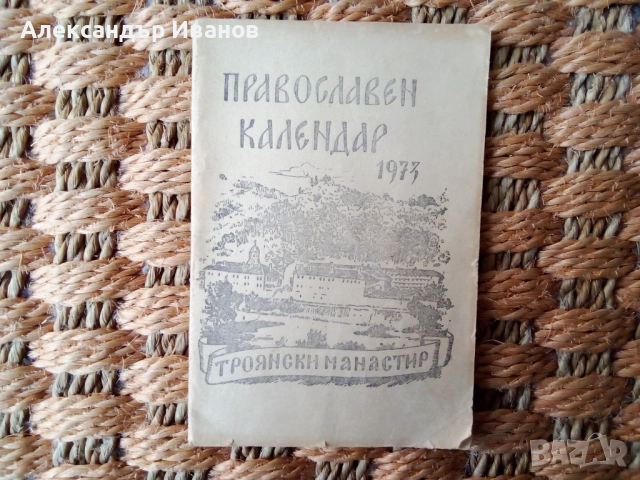 Александър Иванов
ПРАВОСЛАВЕН
КАЛЕНДАР
1973
ТРОЯНСКИ МАНАСТИР
BAZAR